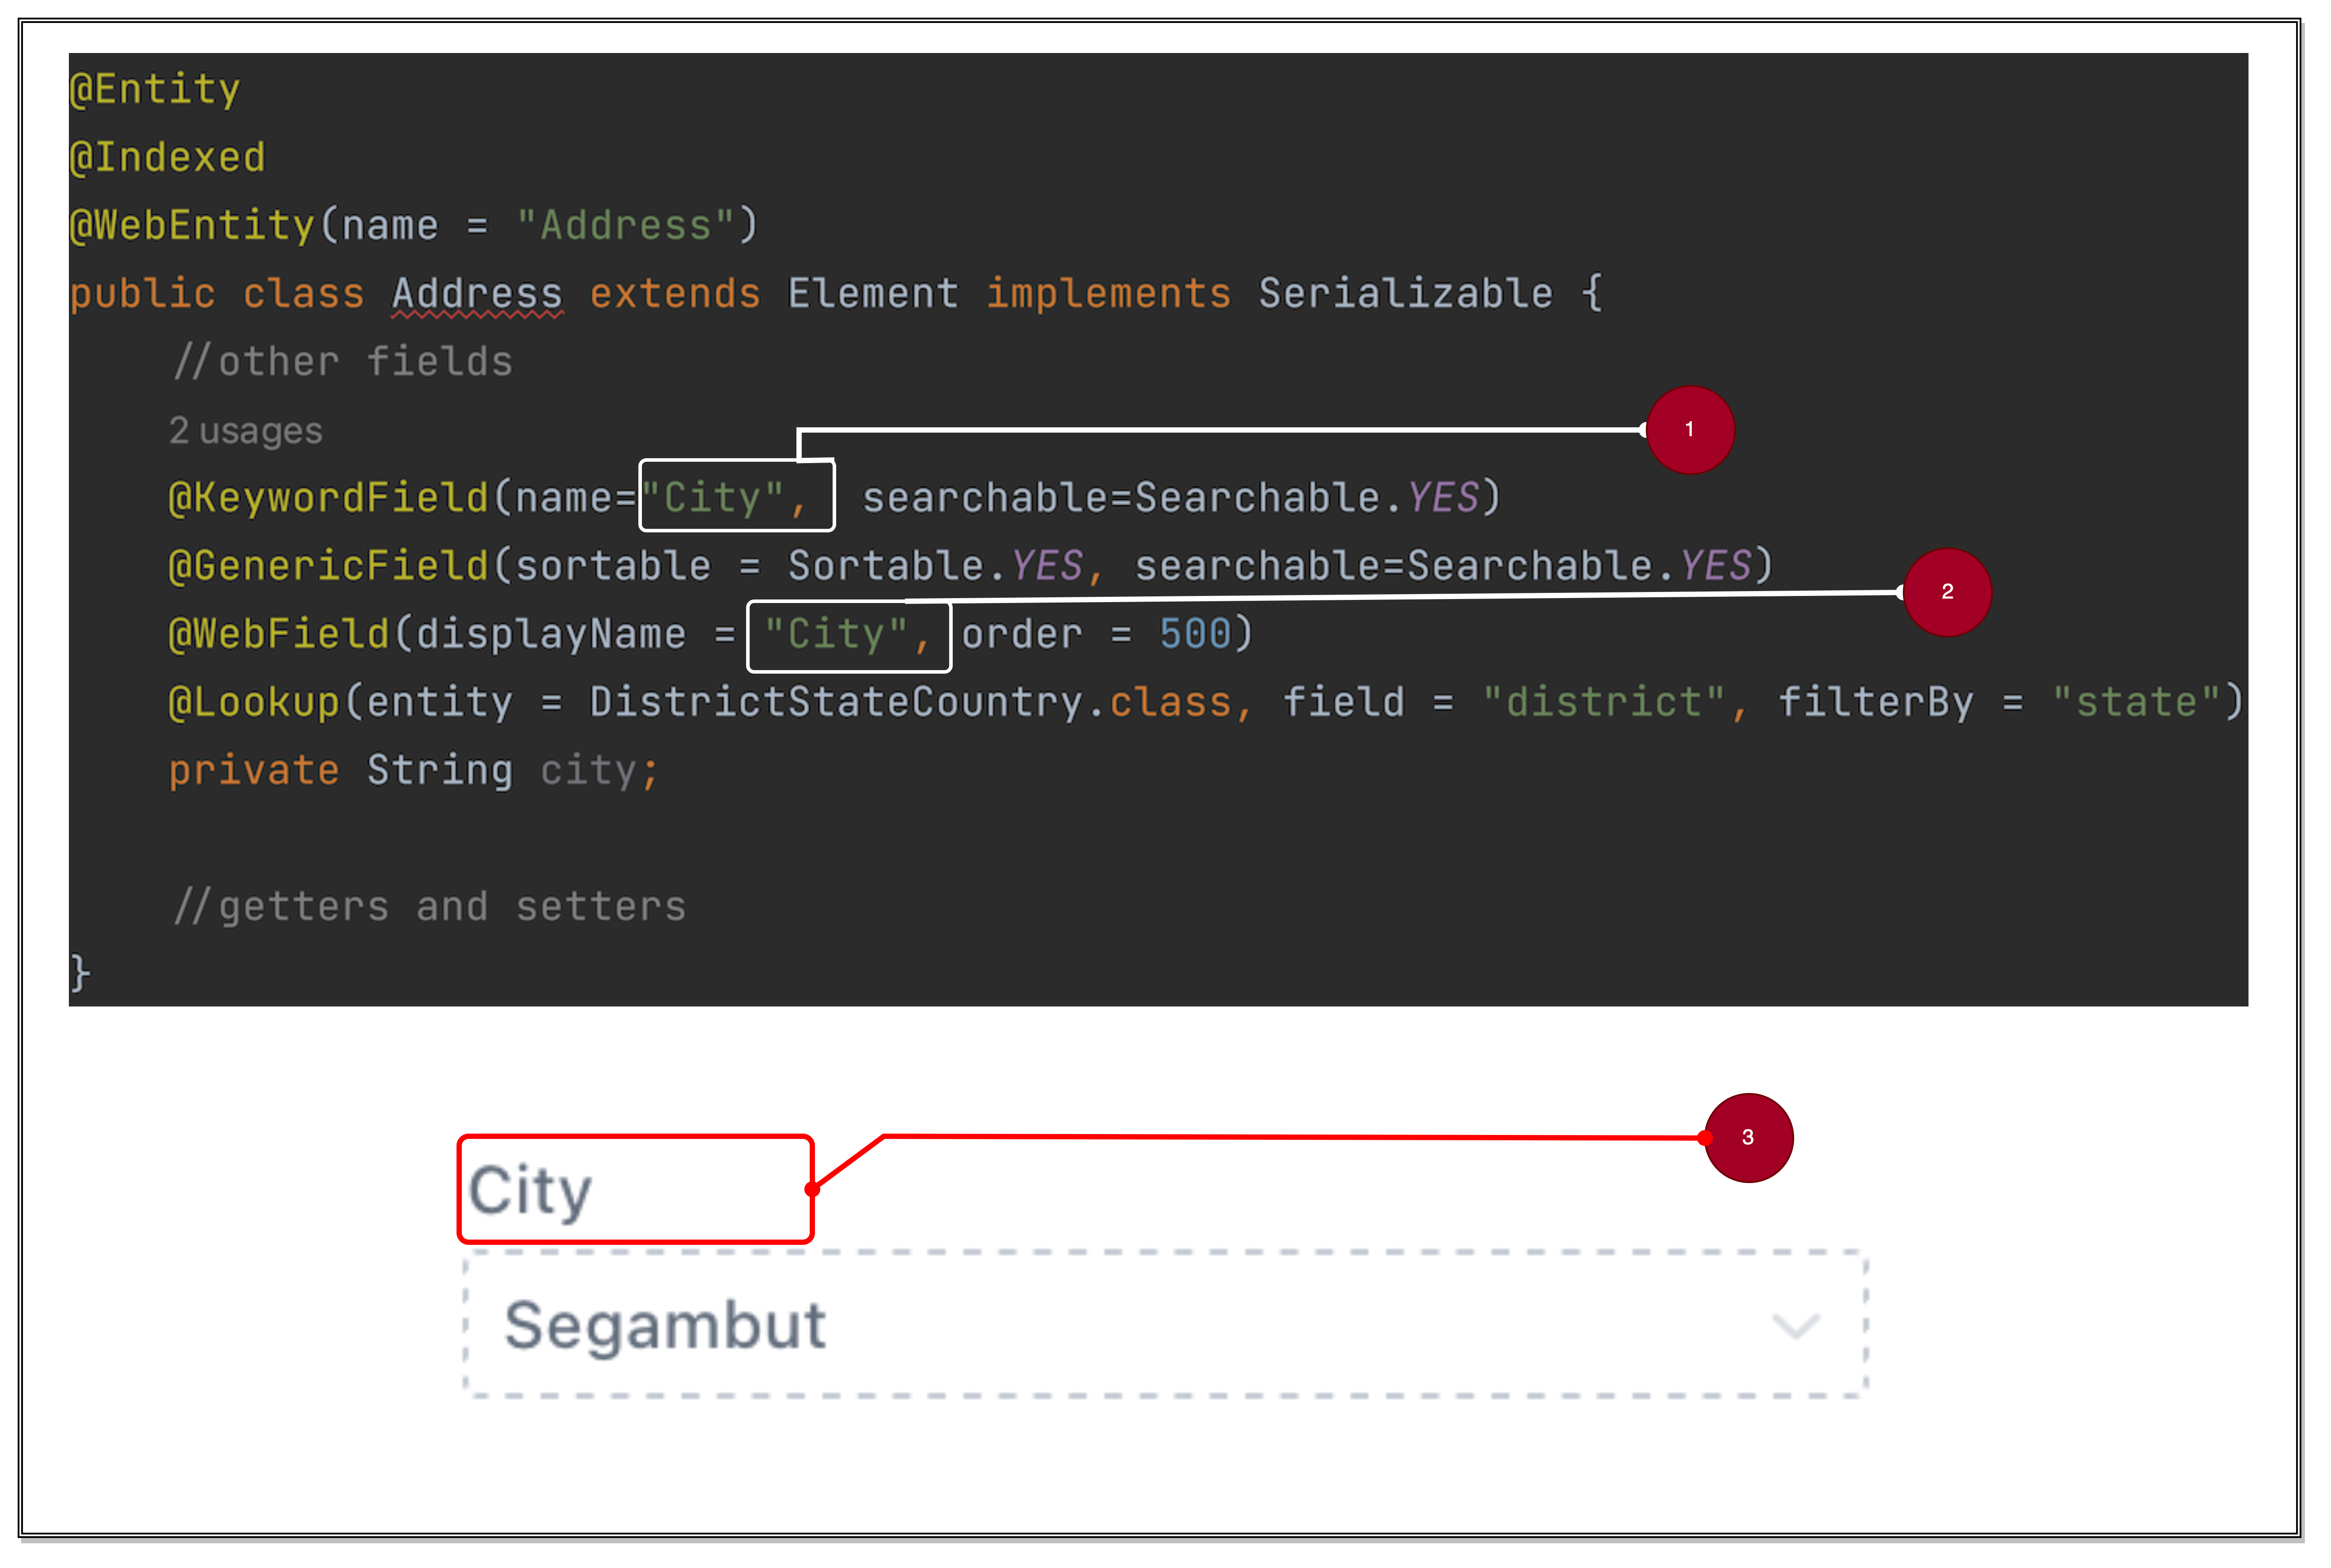 @Entity
@Indexed
@WebEntity(name = "Address")
public class Address extends Element implements Serializable {
//other fields
2 usages
1
@KeywordField(name="City", searchable=Searchable.YES)
@GenericField(sortable = Sortable.YES, searchable=Searchable.YES)
2
@WebField(displayName = "City", order = 500)
@Lookup(entity = DistrictStateCountry.class, field = "district", filterBy = "state")
private String city;
//getters and setters
}
3
City
Segambut